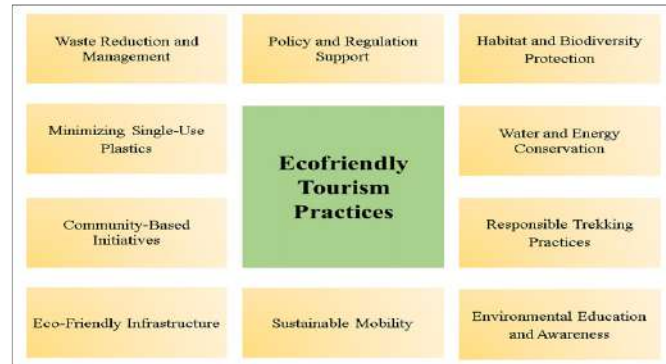 Waste Reduction and
Management
Policy and Regulation
Support
Habitat and Biodiversity
Protection
Minimizing Single-Use
Plastics
Ecofriendly
Tourism
Practices
Water and Energy
Conservation
Community-Based
Initiatives
Responsible Trekking
Practices
Eco-Friendly Infrastructure
Sustainable Mobility
Environmental Education
and Awareness